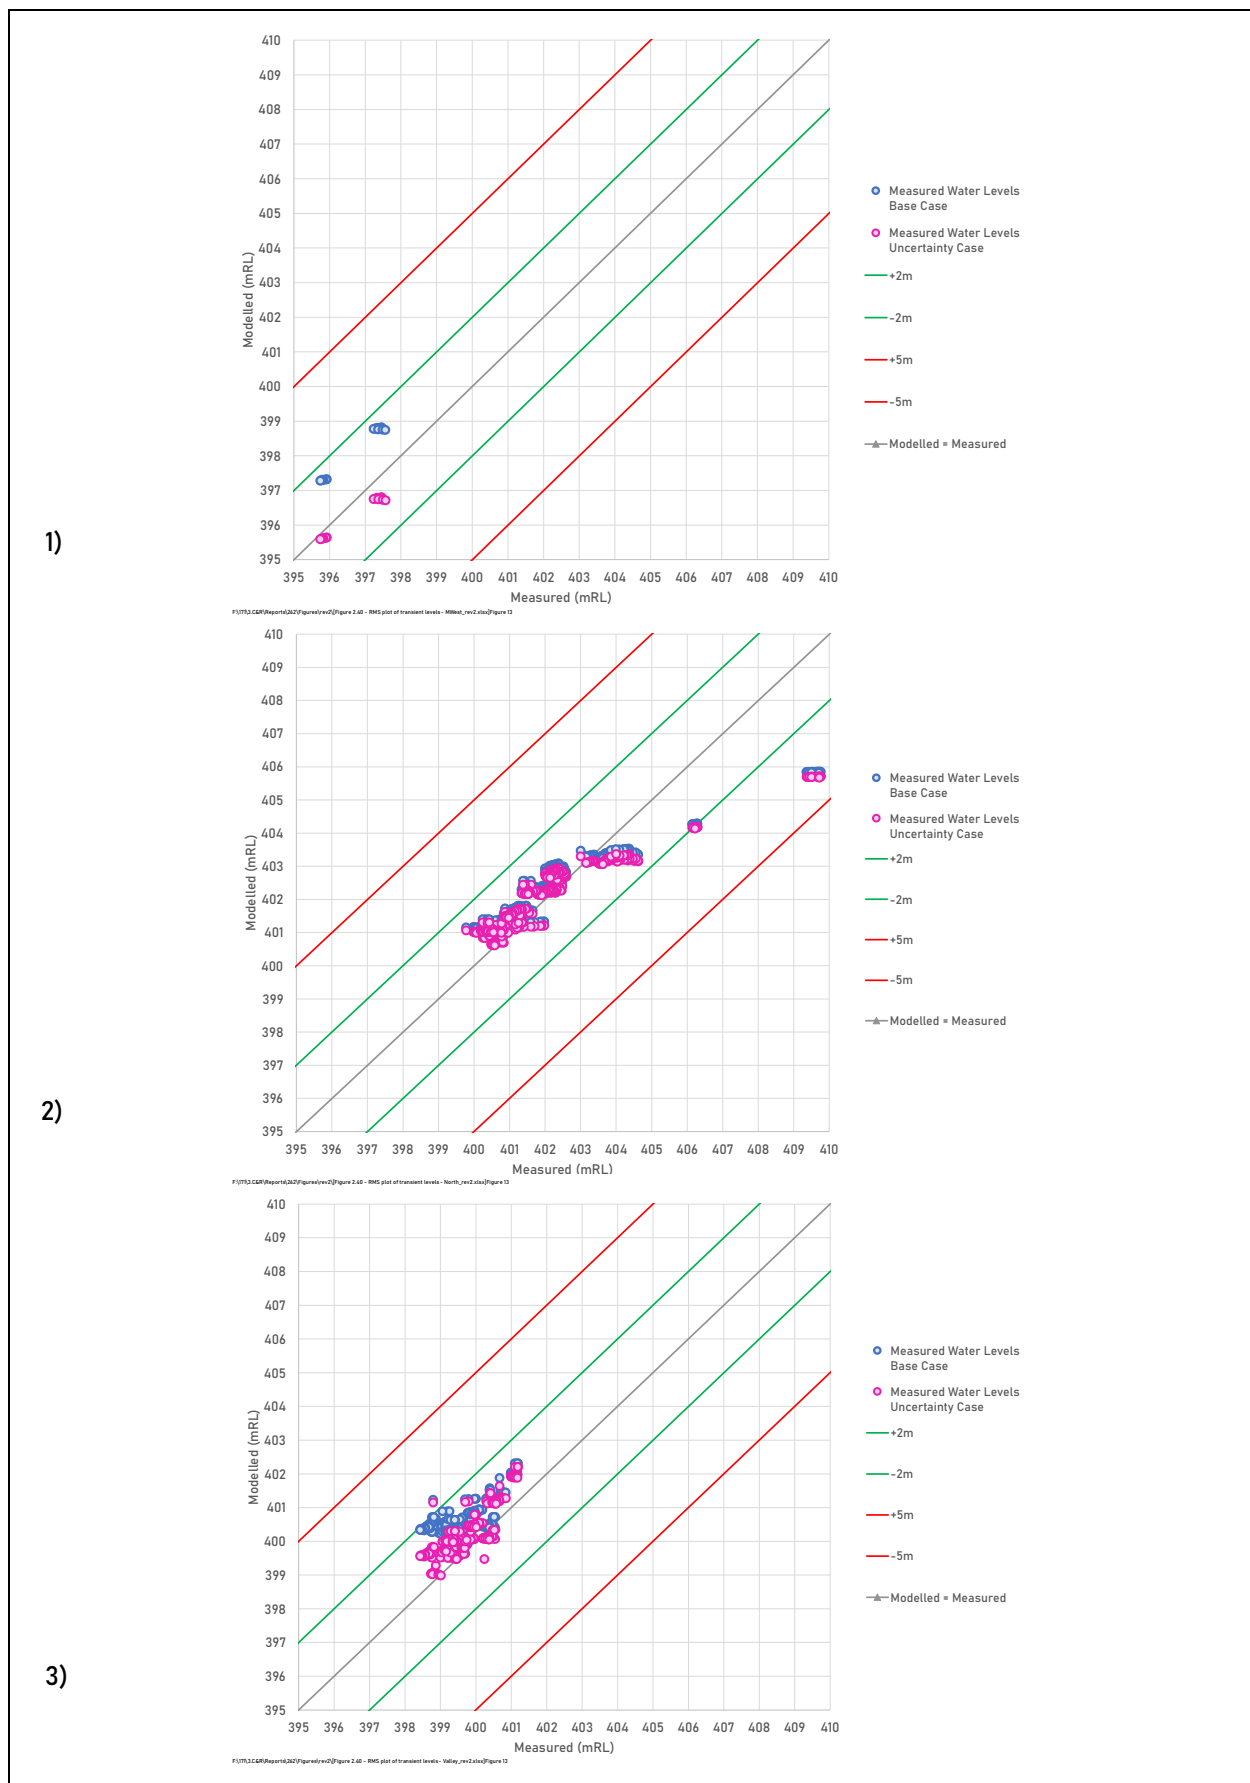 410
409
408
407
406
405
404
403
402
401
400
399
398
397
396
395
Modelled (mRL)
395 396 397 398 399 400 401 402 403 404 405 406 407 408 409 410
Measured (mRL)
Measured Water Levels
Base Case
Measured Water Levels
Uncertainty Case
+2m
-2m
+5m
-5m
Modelled = Measured
1)
410
409
408
407
406
405
404
403
402
401
400
399
398
397
396
395
Modelled (mRL)
395 396 397 398 399 400 401 402 403 404 405 406 407 408 409 410
Measured (mRL)
Measured Water Levels
Base Case
Measured Water Levels
Uncertainty Case
+2m
-2m
+5m
-5m
Modelled = Measured
2)
410
409
408
407
406
405
404
403
402
401
400
399
398
397
396
395
Modelled (mRL)
395 396 397 398 399 400 401 402 403 404 405 406 407 408 409 410
Measured (mRL)
Measured Water Levels
Base Case
Measured Water Levels
Uncertainty Case
+2m
-2m
+5m
-5m
Modelled = Measured
3)